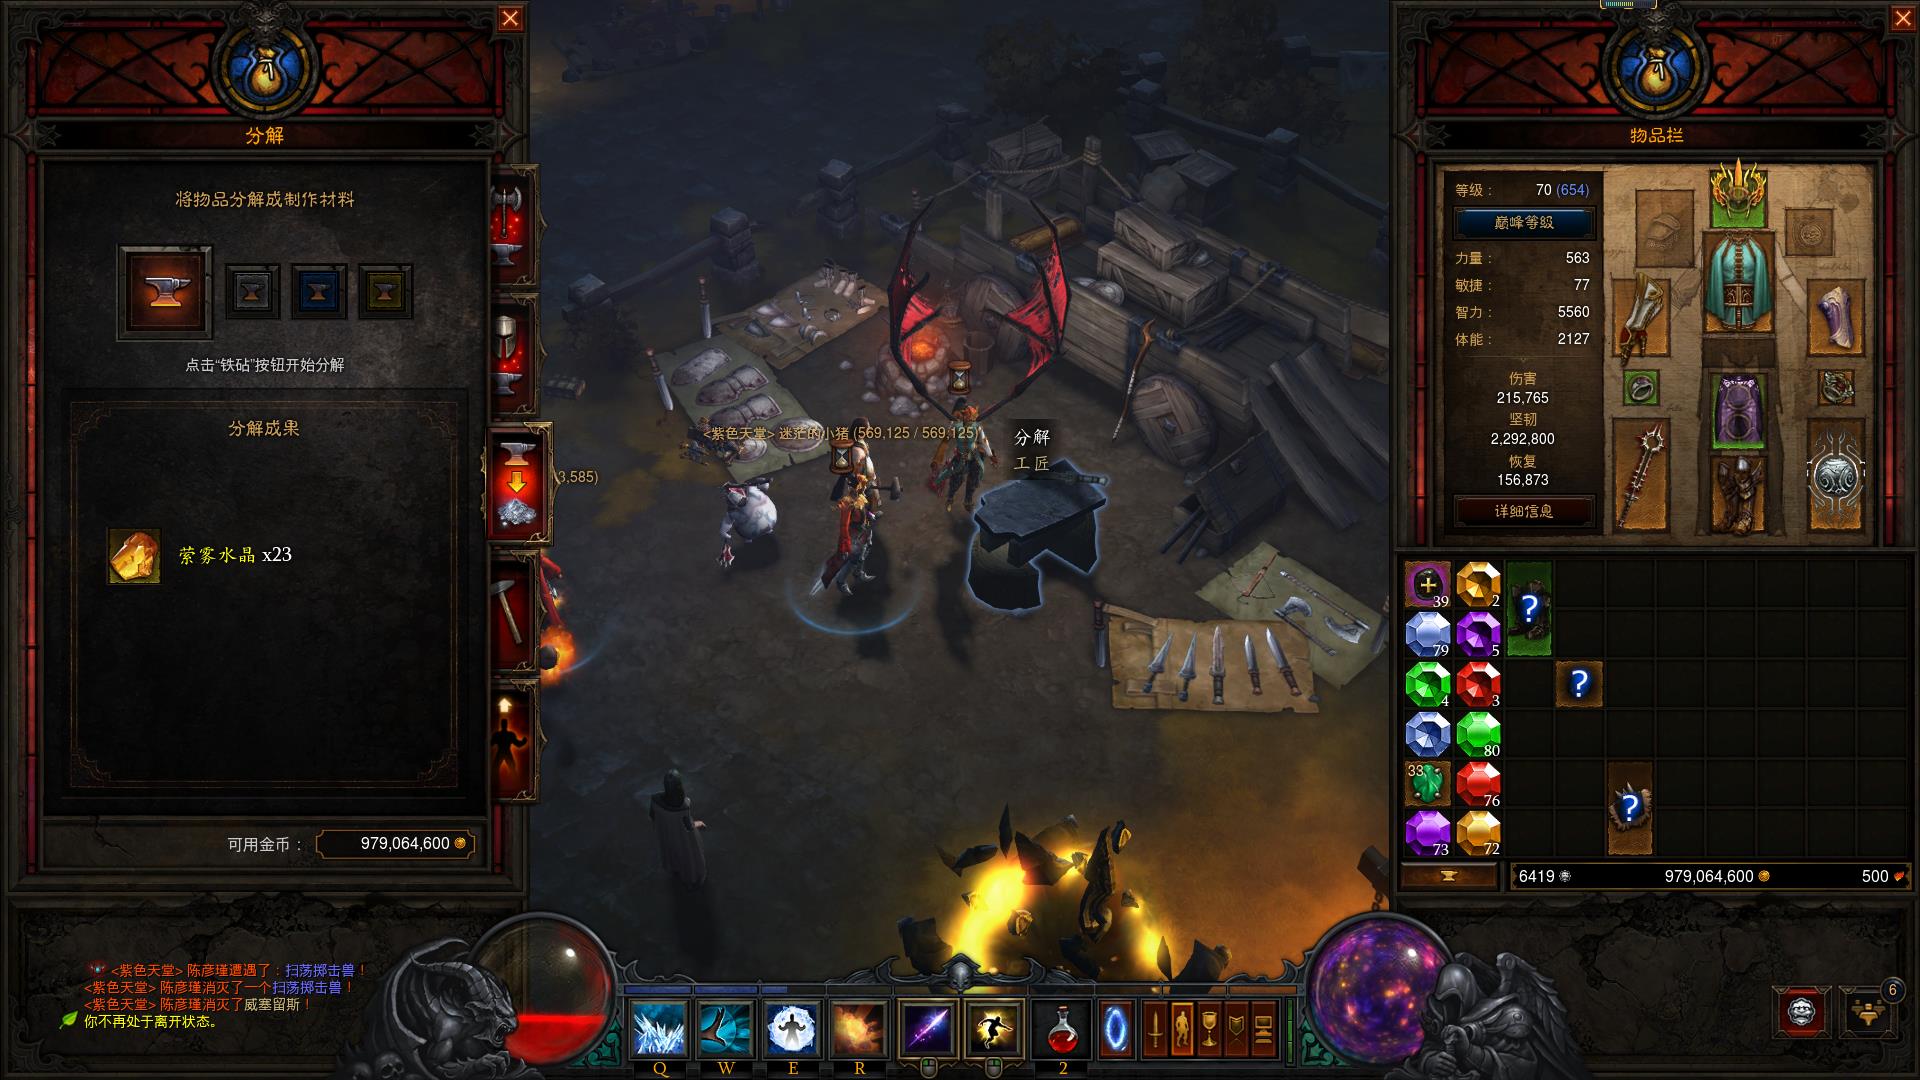 分解
将物品分解成制作材料
点击“铁砧”按钮开始分解
分解成果
萦雾水晶 x23
可用金币： 979,064,600
3,585)
<紫色天堂> 迷茫的小猪 (569,125 / 569,125)
分解
工匠
物品栏
等级： 70 (654)
巅峰等级
力量： 563
敏捷： 77
智力： 5560
体能： 2127
伤害
215,765
坚韧
2,292,800
恢复
156,873
详细信息
39 2
79 5
4 3
80
33 76
73 72
? ? ?
6419 979,064,600 500
<紫色天堂> 陈彦瑾遭遇了：扫荡掷击兽！
<紫色天堂> 陈彦瑾消灭了一个扫荡掷击兽！
<紫色天堂> 陈彦瑾消灭了威塞留斯！
你不再处于离开状态。
Q W E R 2
6